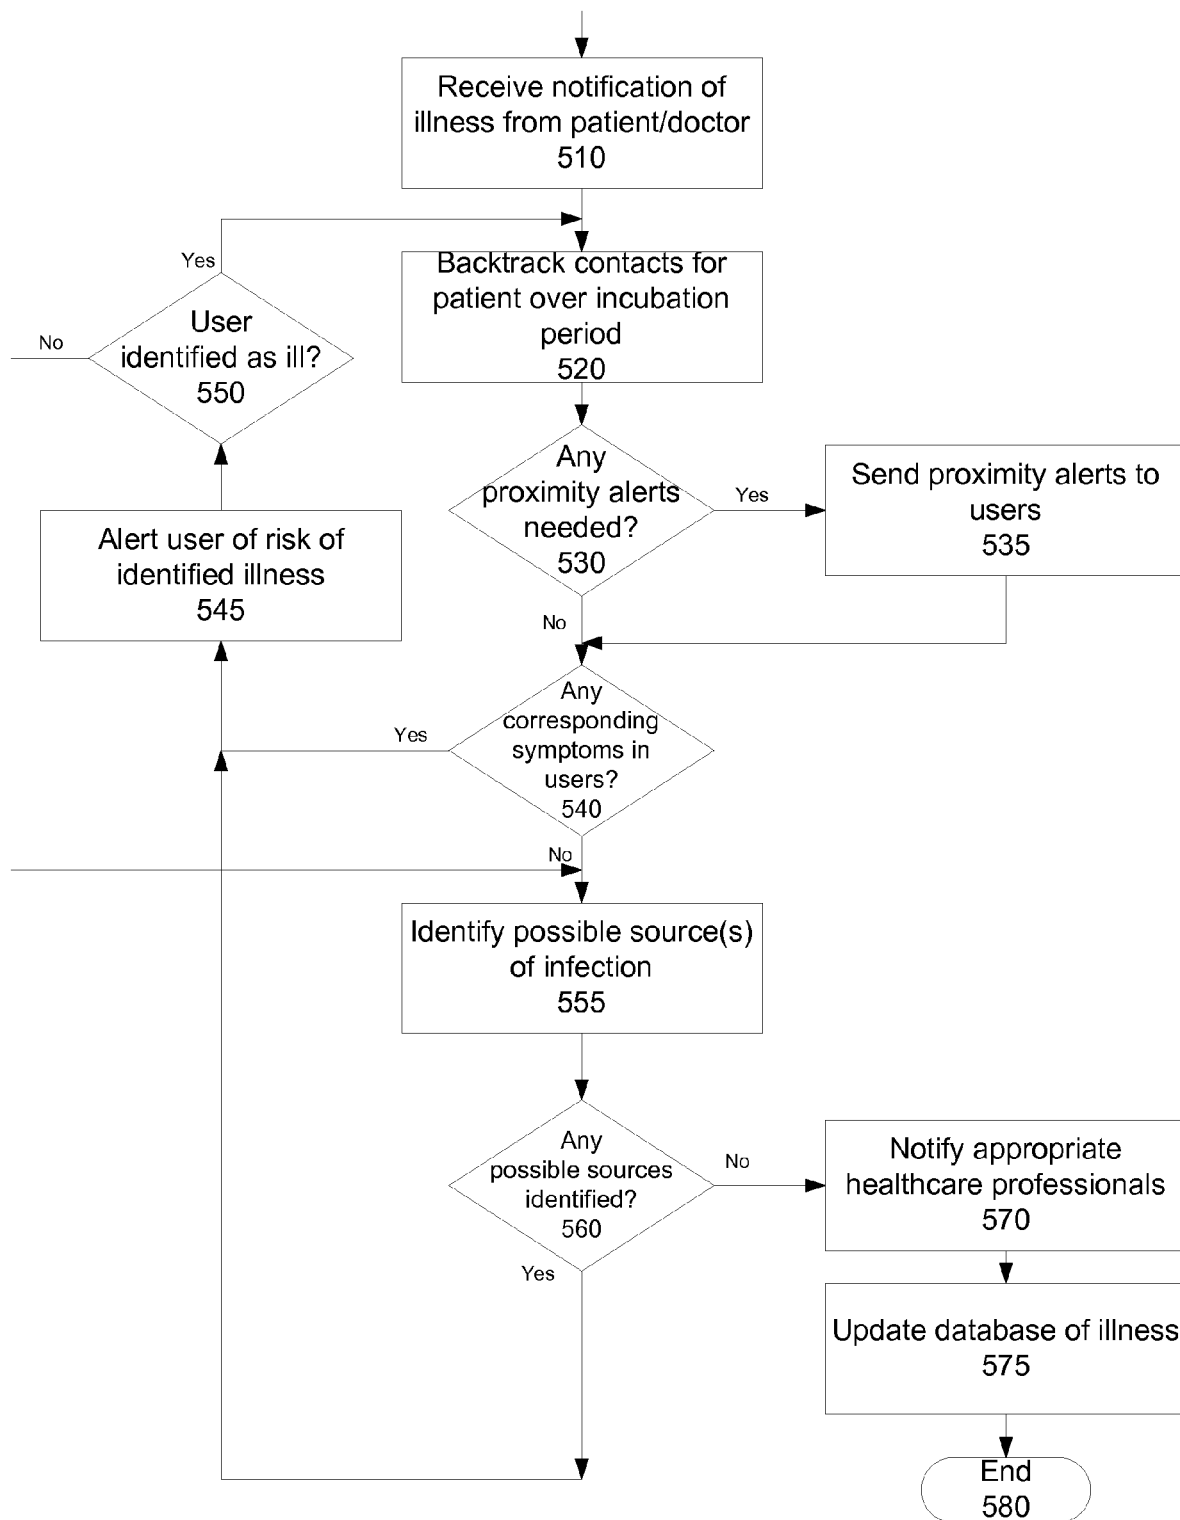 Receive notification of
illness from patient/doctor
510
Yes
Backtrack contacts for
patient over incubation
period
520
No
User
identified as ill?
550
Any
proximity alerts
needed?
530
Yes
Send proximity alerts to
users
535
Alert user of risk of
identified illness
545
No
Any
corresponding
symptoms in
users?
540
Yes
No
Identify possible source(s)
of infection
555
Any
possible sources
identified?
560
No
Notify appropriate
healthcare professionals
570
Yes
Update database of illness
575
End
580